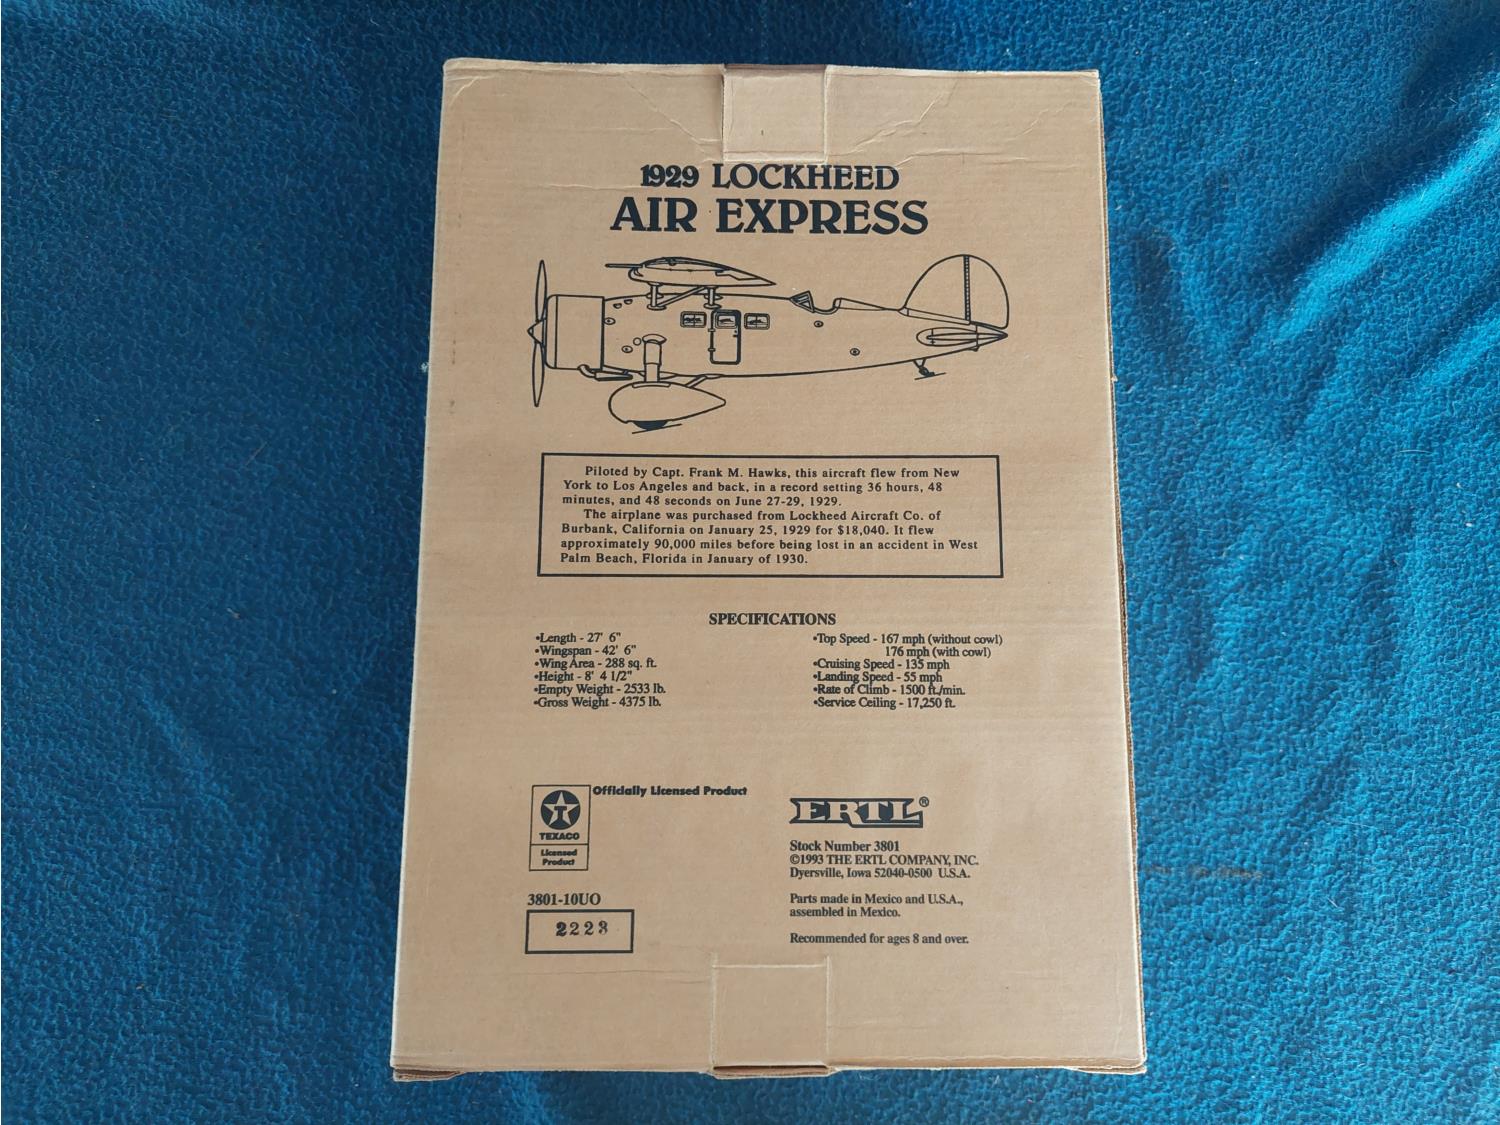 1929 LOCKHEED
AIR EXPRESS
Piloted by Capt. Frank M. Hawks, this aircraft flew from New
York to Los Angeles and back, in a record setting 36 hours, 48
minutes, and 48 seconds on June 27-29, 1929.
The airplane was purchased from Lockheed Aircraft Co. of
Burbank, California on January 25, 1929 for $18,040. It flew
approximately 90,000 miles before being lost in an accident in West
Palm Beach, Florida in January of 1930.
SPECIFICATIONS
•Length - 27' 6"
•Wingspan - 42' 6"
•Wing Area - 288 sq. ft.
•Height - 8' 4 1/2"
•Empty Weight - 2533 lb.
•Gross Weight - 4375 lb.
•Top Speed - 167 mph (without cowl)
176 mph (with cowl)
•Cruising Speed - 135 mph
•Landing Speed - 55 mph
•Rate of Climb - 1500 ft./min.
•Service Ceiling - 17,250 ft.
Officially Licensed Product
T
TEXACO
Licensed
Product
3801-10UO
2223
ERTL®
Stock Number 3801
©1993 THE ERTL COMPANY, INC.
Dyersville, Iowa 52040-0500 U.S.A.
Parts made in Mexico and U.S.A.,
assembled in Mexico.
Recommended for ages 8 and over.